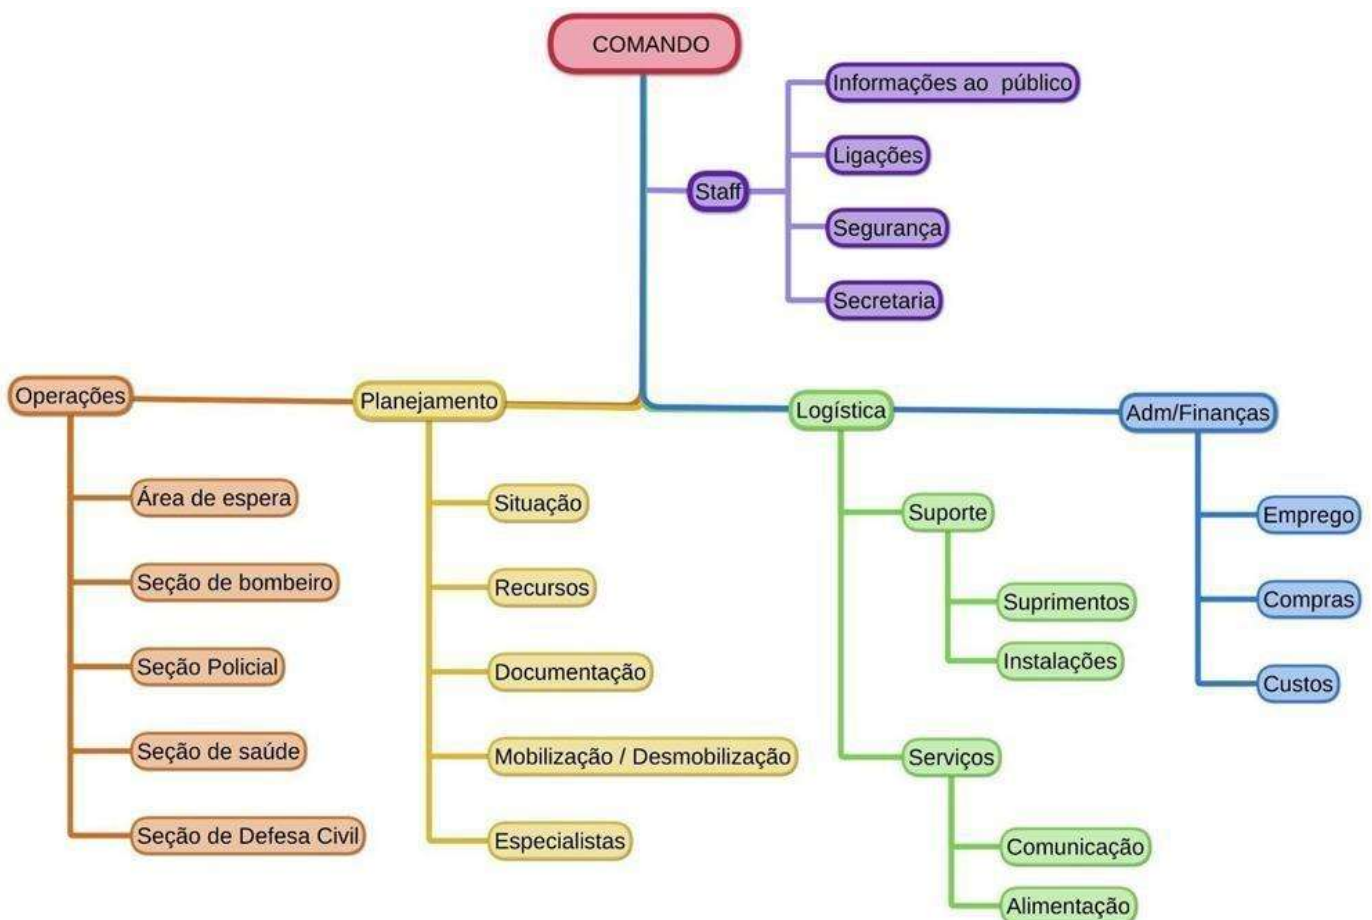 COMANDO
Informações ao público
Ligações
Staff
Segurança
Secretaria
Operações
Área de espera
Seção de bombeiro
Seção Policial
Seção de saúde
Seção de Defesa Civil
Planejamento
Situação
Recursos
Documentação
Mobilização / Desmobilização
Especialistas
Logística
Suporte
Suprimentos
Instalações
Serviços
Comunicação
Alimentação
Adm/Finanças
Emprego
Compras
Custos